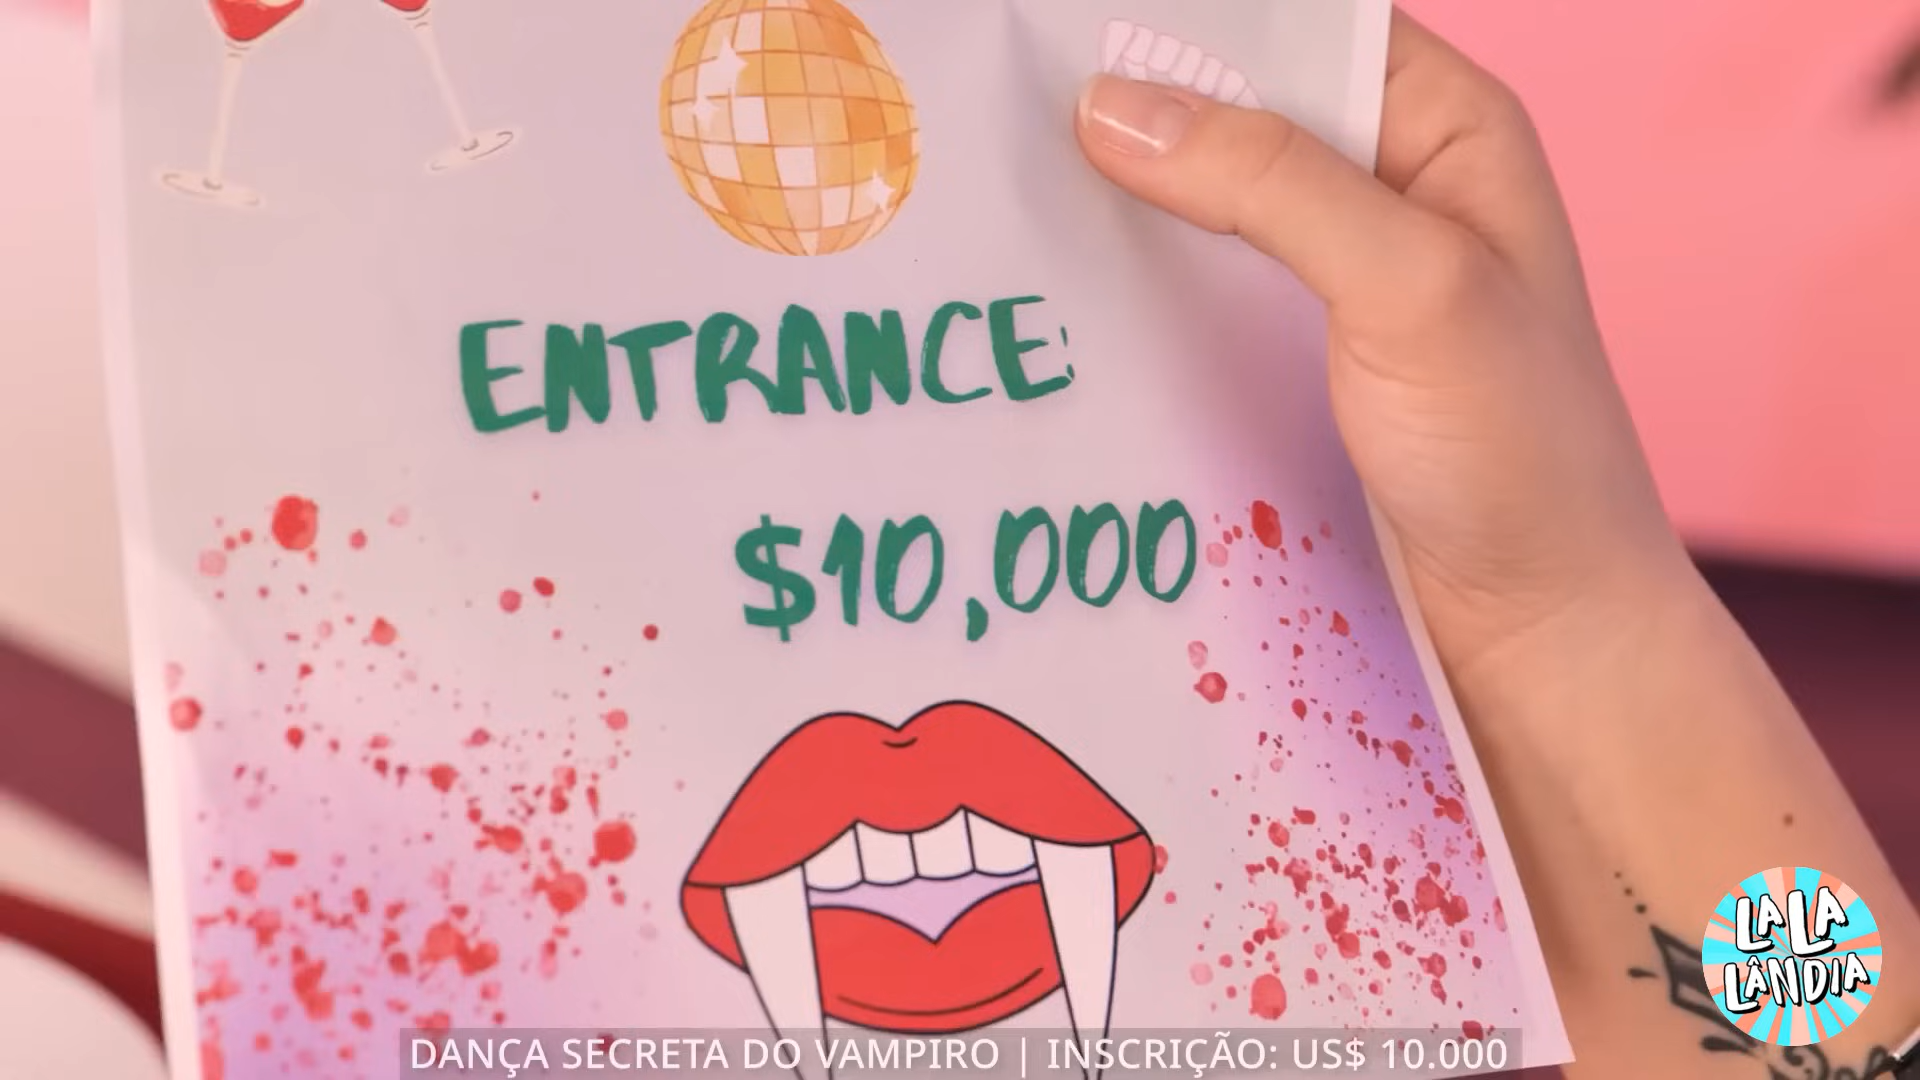 ENTRANCE:
$10,000
LA LA
LÂNDIA
DANÇA SECRETA DO VAMPIRO | INSCRIÇÃO: US$ 10.000